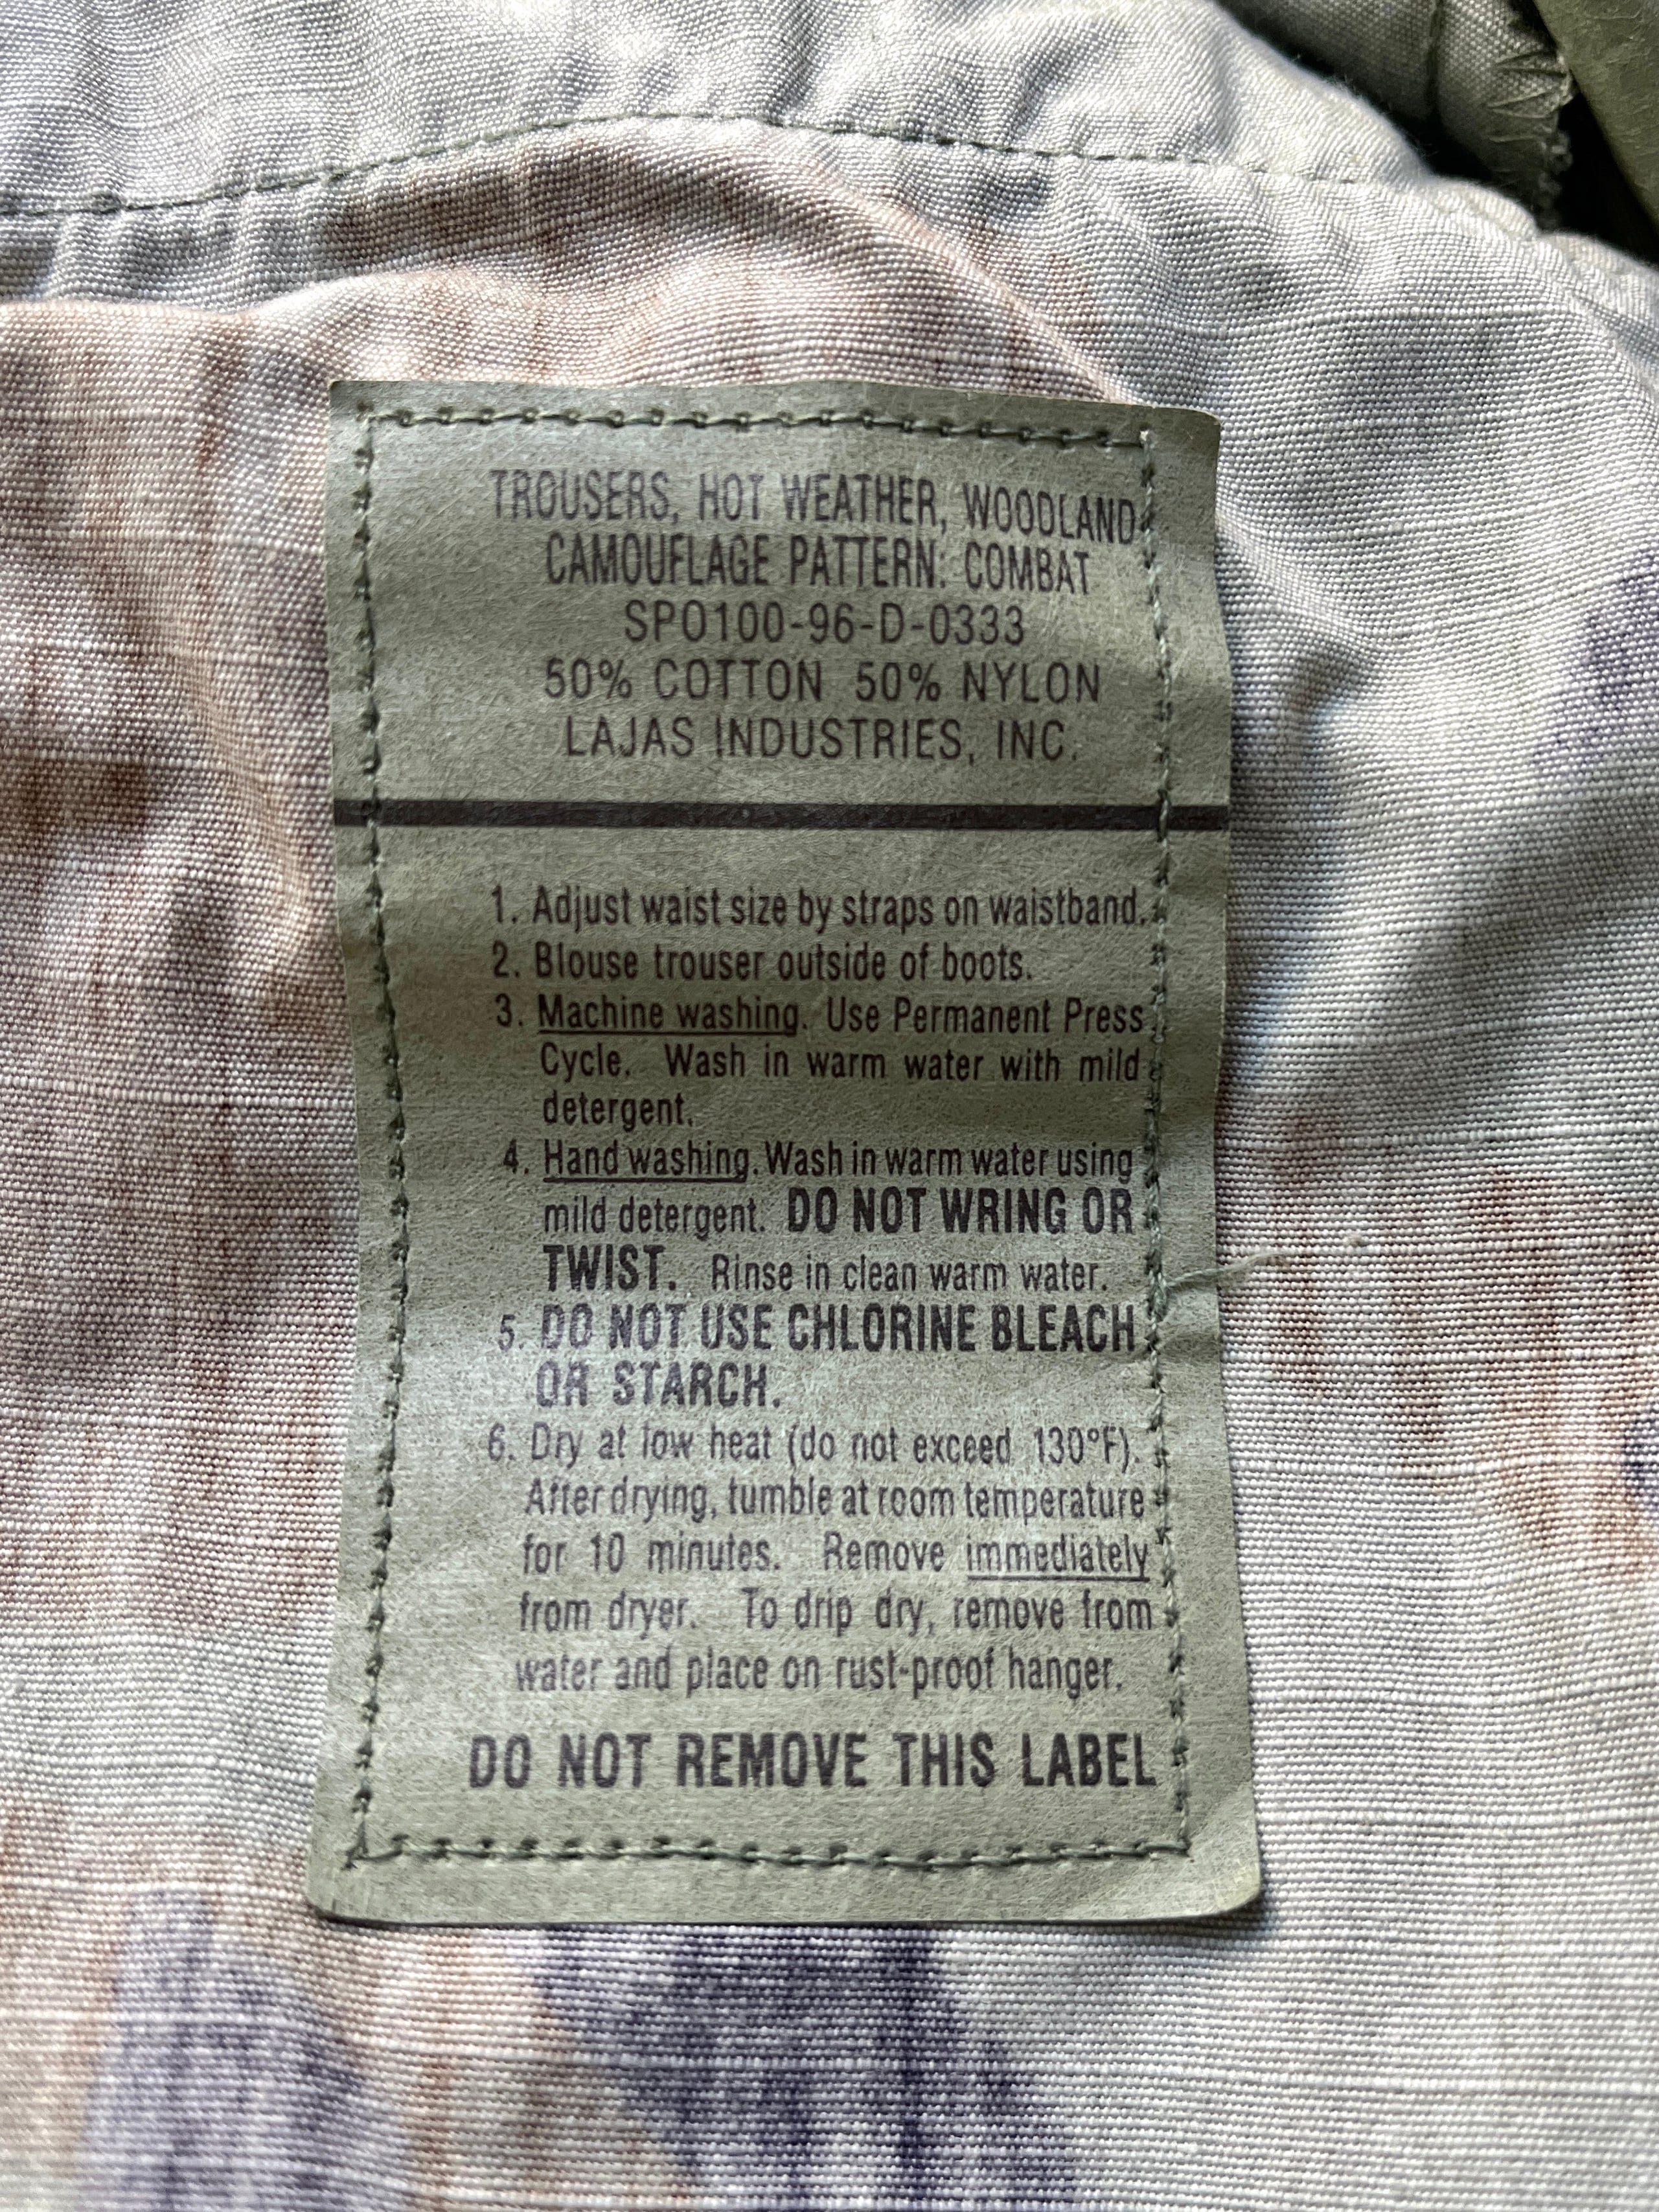 TROUSERS, HOT WEATHER, WOODLAND
CAMOUFLAGE PATTERN: COMBAT
SPO100-96-D-0333
50% COTTON 50% NYLON
LAJAS INDUSTRIES, INC.
1. Adjust waist size by straps on waistband.
2. Blouse trouser outside of boots.
3. Machine washing. Use Permanent Press
Cycle. Wash in warm water with mild
detergent.
4. Hand washing. Wash in warm water using
mild detergent. DO NOT WRING OR
TWIST. Rinse in clean warm water.
5. DO NOT USE CHLORINE BLEACH
OR STARCH.
6. Dry at low heat (do not exceed 130°F).
After drying, tumble at room temperature
for 10 minutes. Remove immediately
from dryer. To drip dry, remove from
water and place on rust-proof hanger.
DO NOT REMOVE THIS LABEL